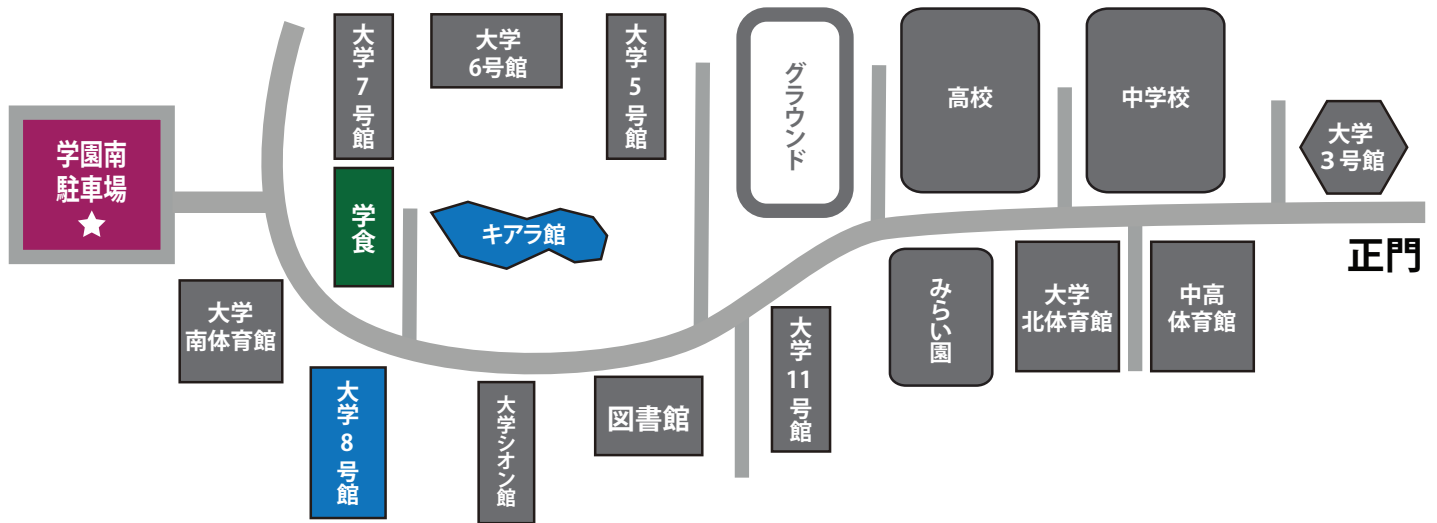 大学7号館
大学
6号館
大学5号館
グラウンド
高校
中学校
大学
3号館
学園南
駐車場
★
学食
キアラ館
正門
大学
南体育館
みらい園
大学
北体育館
中高
体育館
大学8号館
大学シオン館
図書館
大学11号館